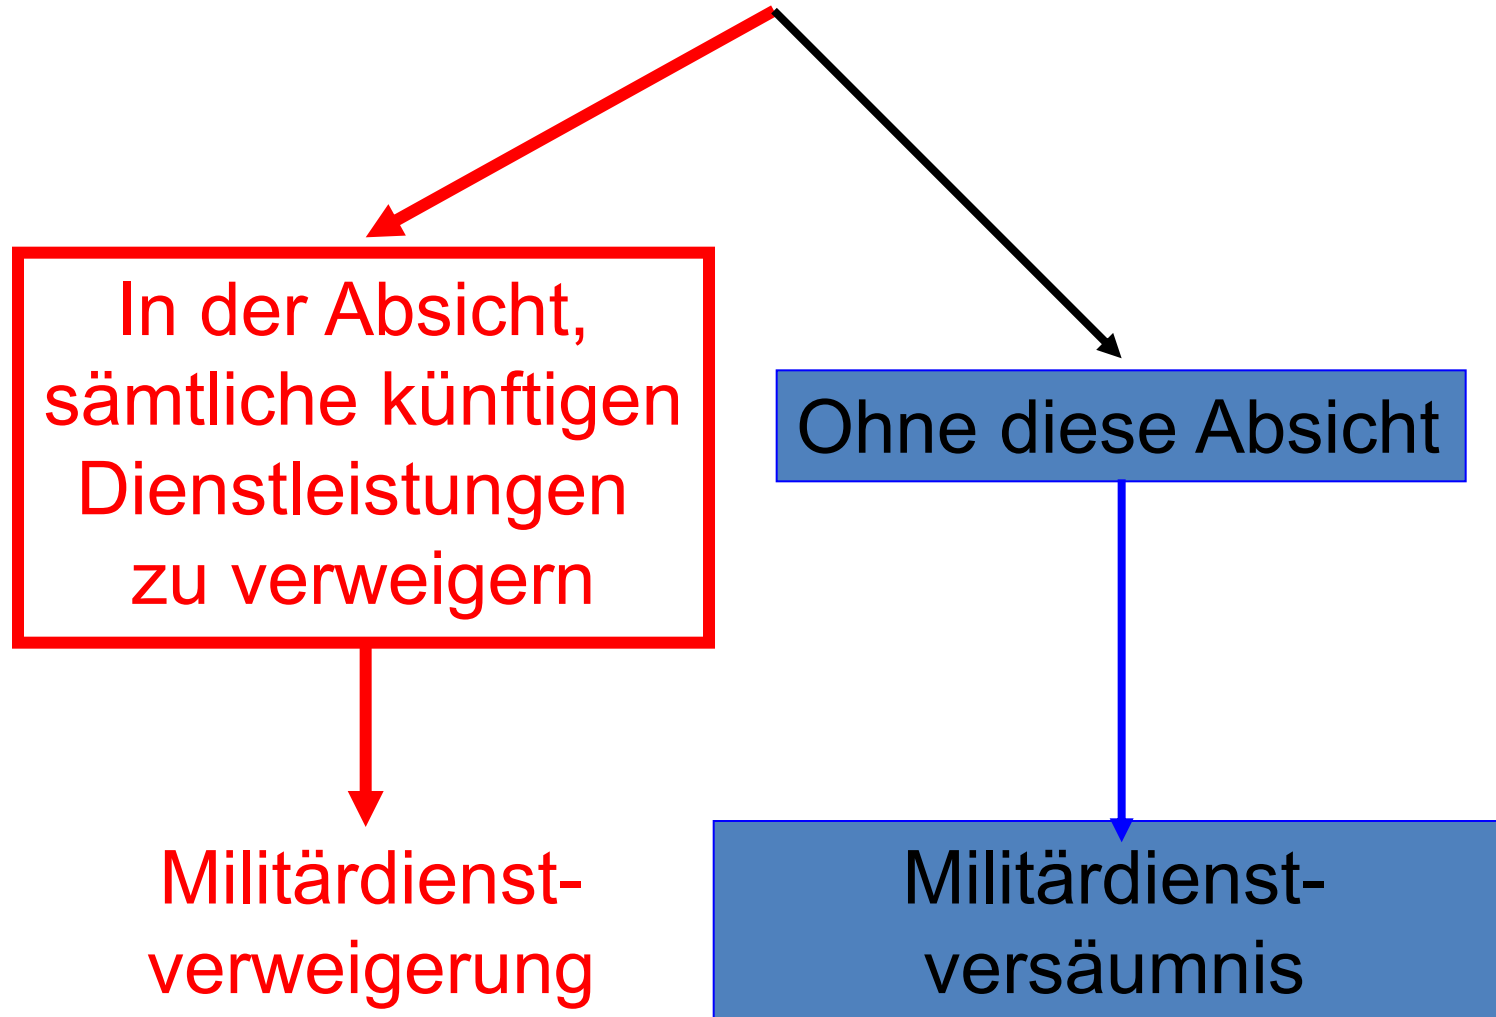 In der Absicht,
sämtliche künftigen
Dienstleistungen
zu verweigern
Ohne diese Absicht
Militärdienst-
verweigerung
Militärdienst-
versäumnis